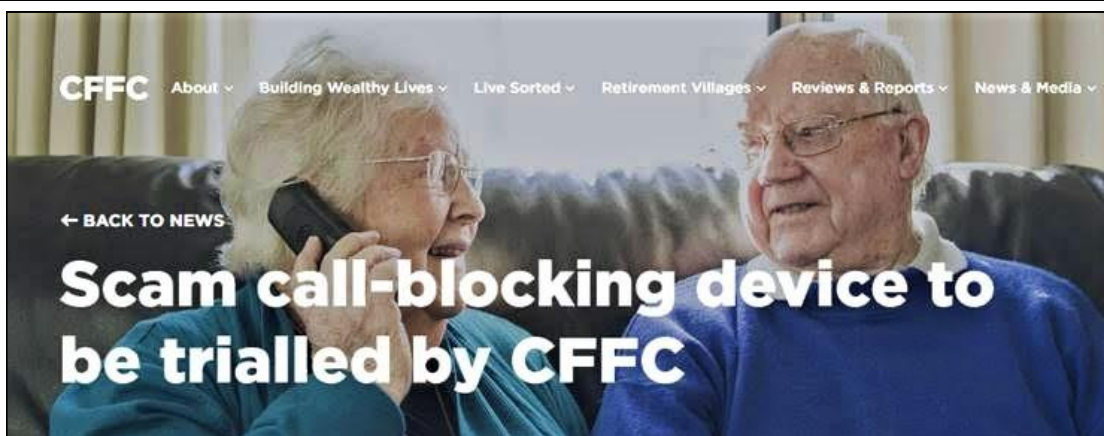 CFFC About Building Wealthy Lives Live Sorted Retirement Villages Reviews & Reports News & Media
← BACK TO NEWS
Scam call-blocking device to
be trialled by CFFC